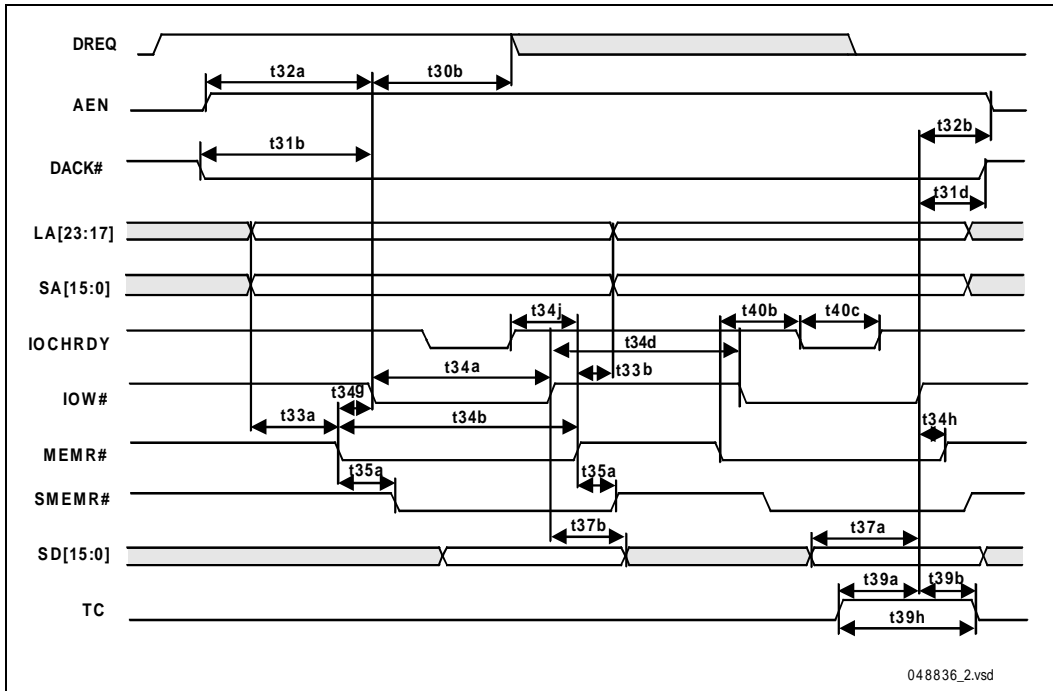 DREQ
t32a
t30b
AEN
t32b
t31b
DACK#
t31d
LA[23:17]
SA[15:0]
t34j
t40b
t40c
IOCHRDY
t34d
t34a
t33b
IOW#
t34g
t33a
t34b
t34h
MEMR#
t35a
t35a
SMEMR#
t37b
t37a
SD[15:0]
t39a
t39b
TC
t39h
048836_2.vsd